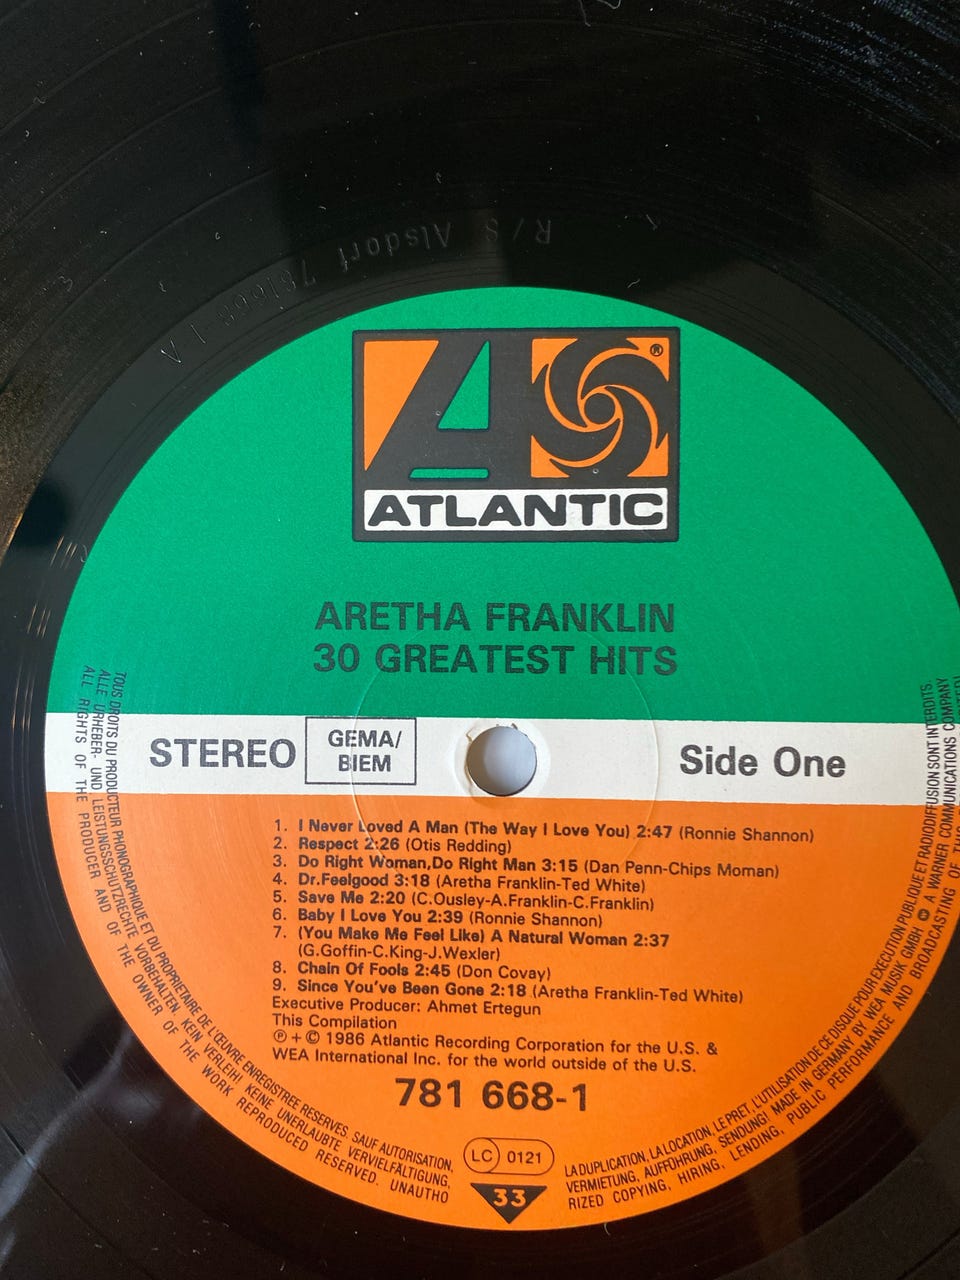 R/S Alsdorf 781668-1 A
®
ATLANTIC
ARETHA FRANKLIN
30 GREATEST HITS
STEREO
GEMA/
BIEM
Side One
1. I Never Loved A Man (The Way I Love You) 2:47 (Ronnie Shannon)
2. Respect 2:26 (Otis Redding)
3. Do Right Woman,Do Right Man 3:15 (Dan Penn-Chips Moman)
4. Dr.Feelgood 3:18 (Aretha Franklin-Ted White)
5. Save Me 2:20 (C.Ousley-A.Franklin-C.Franklin)
6. Baby I Love You 2:39 (Ronnie Shannon)
7. (You Make Me Feel Like) A Natural Woman 2:37
(G.Goffin-C.King-J.Wexler)
8. Chain Of Fools 2:45 (Don Covay)
9. Since You've Been Gone 2:18 (Aretha Franklin-Ted White)
Executive Producer: Ahmet Ertegun
This Compilation
℗ + © 1986 Atlantic Recording Corporation for the U.S. &
WEA International Inc. for the world outside of the U.S.
781 668-1
LC 0121
33
TOUS DROITS DU PRODUCTEUR PHONOGRAPHIQUE ET DU PROPRIETAIRE DE L'ŒUVRE ENREGISTREE RESERVES. SAUF AUTORISATION,
LA DUPLICATION, LA LOCATION, LE PRET, L'UTILISATION DE CE DISQUE POUR EXECUTION PUBLIQUE ET RADIODIFFUSION SONT INTERDITS.
ALLE URHEBER- UND LEISTUNGSSCHUTZRECHTE VORBEHALTEN. KEIN VERLEIH! KEINE UNERLAUBTE VERVIELFÄLTIGUNG,
VERMIETUNG, AUFFÜHRUNG, SENDUNG! MADE IN GERMANY BY WEA MUSIK GMBH A WARNER COMMUNICATIONS COMPANY
ALL RIGHTS OF THE PRODUCER AND OF THE OWNER OF THE WORK REPRODUCED RESERVED. UNAUTHO
RIZED COPYING, HIRING, LENDING, PUBLIC PERFORMANCE AND BROADCASTING OF THIS